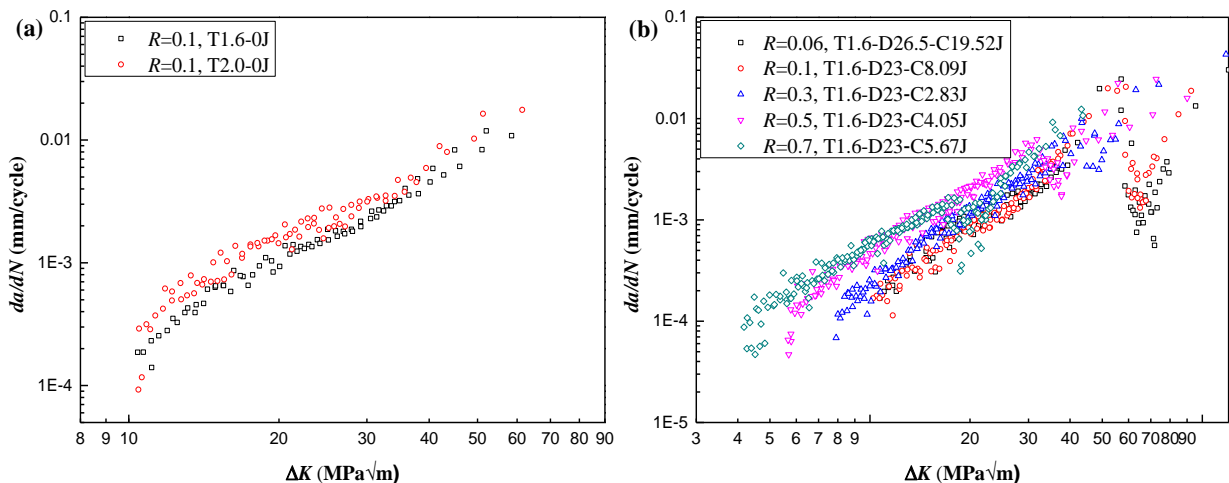 (a)
R=0.1, T1.6-0J
R=0.1, T2.0-0J
0.1
0.01
1E-3
1E-4
da/dN (mm/cycle)
8 9 10 20 30 40 50 60 70 80 90
ΔK (MPa√m)
(b)
R=0.06, T1.6-D26.5-C19.52J
R=0.1, T1.6-D23-C8.09J
R=0.3, T1.6-D23-C2.83J
R=0.5, T1.6-D23-C4.05J
R=0.7, T1.6-D23-C5.67J
0.1
0.01
1E-3
1E-4
1E-5
da/dN (mm/cycle)
3 4 5 6 7 8 9 20 30 40 50 60 70 80 90
ΔK (MPa√m)